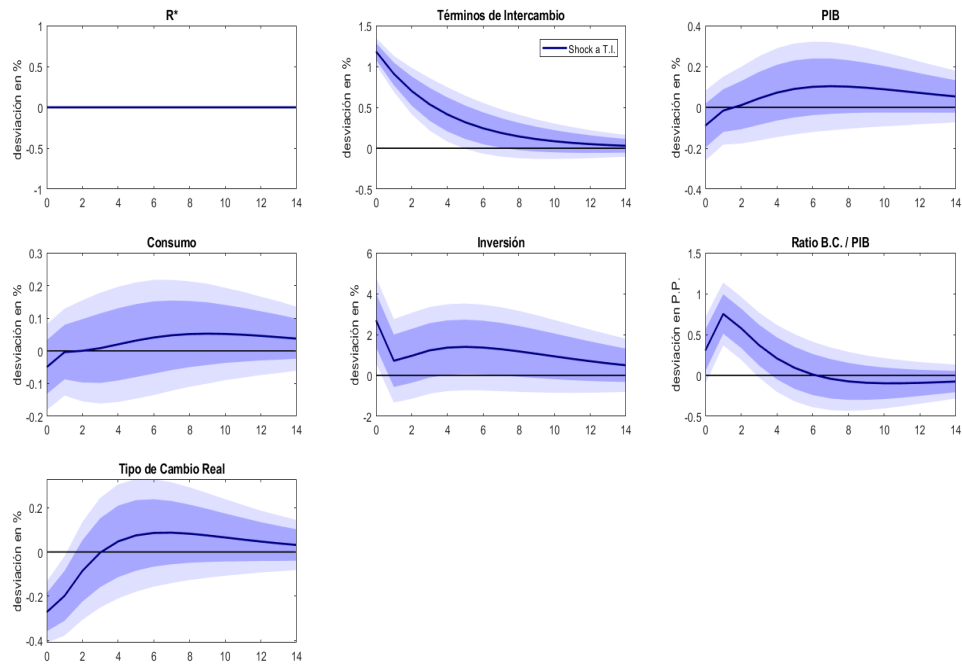 R*
desviación en %
1
0.5
0
-0.5
-1
0 2 4 6 8 10 12 14
Términos de Intercambio
desviación en %
1.5
1
0.5
0
-0.5
Shock a T.I.
0 2 4 6 8 10 12 14
PIB
desviación en %
0.4
0.2
0
-0.2
-0.4
0 2 4 6 8 10 12 14
Consumo
desviación en %
0.3
0.2
0.1
0
-0.1
-0.2
0 2 4 6 8 10 12 14
Inversión
desviación en %
6
4
2
0
-2
0 2 4 6 8 10 12 14
Ratio B.C. / PIB
desviación en P.P.
1.5
1
0.5
0
-0.5
0 2 4 6 8 10 12 14
Tipo de Cambio Real
desviación en %
0.2
0
-0.2
-0.4
0 2 4 6 8 10 12 14